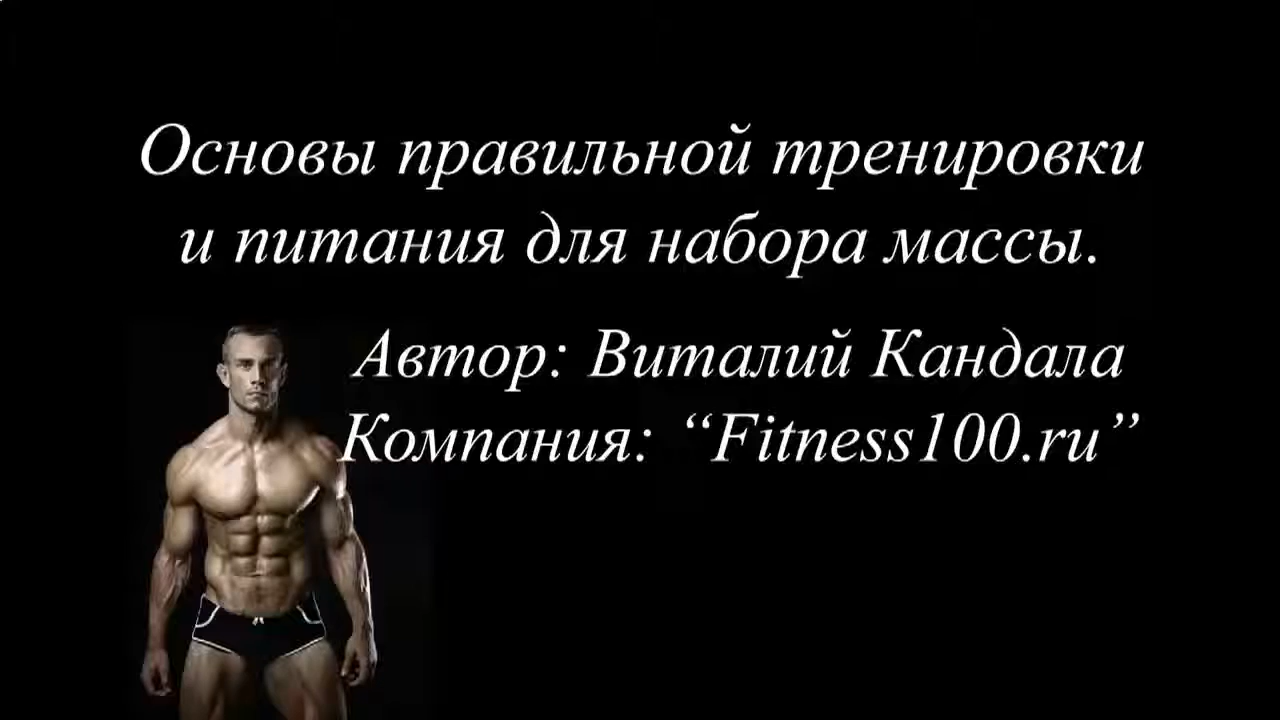 Основы правильной тренировки
и питания для набора массы.
Автор: Виталий Кандала
Компания: “Fitness100.ru”